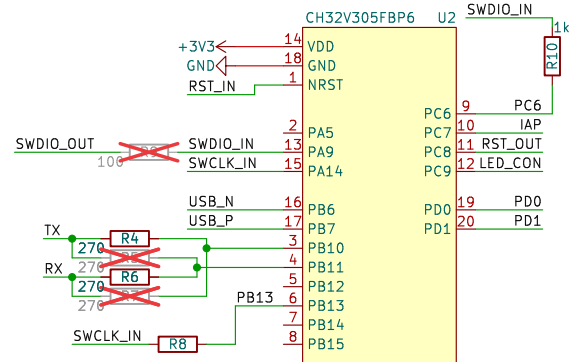 CH32V305FBP6 U2 SWDIO_IN
1k
R10
+3V3 14 VDD
GND 18 GND
RST_IN 1 NRST
PC6 9 PC6
2 PA5 PC7 10 IAP
SWDIO_OUT SWDIO_IN 13 PA9 PC8 11 RST_OUT
100
SWCLK_IN 15 PA14 PC9 12 LED_CON
USB_N 16 PB6 PD0 19 PD0
USB_P 17 PB7 PD1 20 PD1
TX R4 3 PB10
270
270
RX R6 4 PB11
270
270
5 PB12
PB13 6 PB13
7 PB14
SWCLK_IN R8 8 PB15